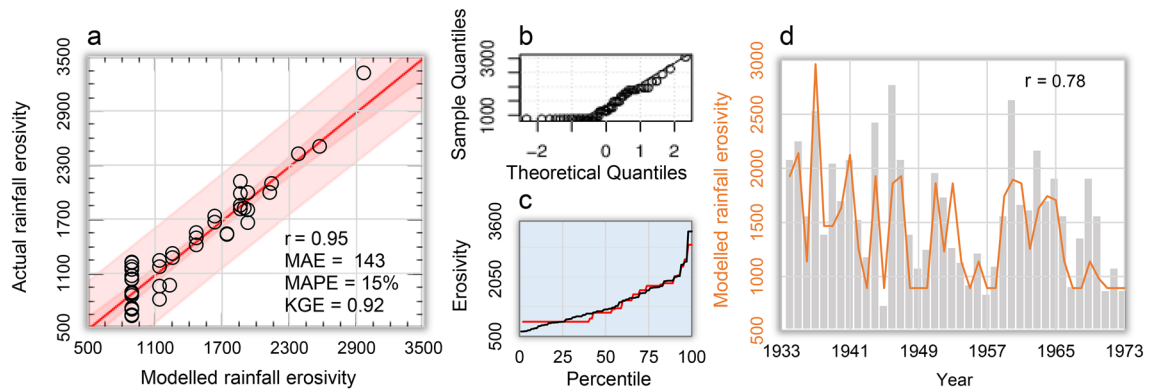 a
Actual rainfall erosivity
3500
2900
2300
1700
1100
500
r = 0.95
MAE = 143
MAPE = 15%
KGE = 0.92
500 1100 1700 2300 2900 3500
Modelled rainfall erosivity
b
Sample Quantiles
3000
1000
-2 -1 0 1 2
Theoretical Quantiles
c
Erosivity
3600
2050
500
0 25 50 75 100
Percentile
d
Modelled rainfall erosivity
3000
2500
2000
1500
1000
500
r = 0.78
1933 1941 1949 1957 1965 1973
Year